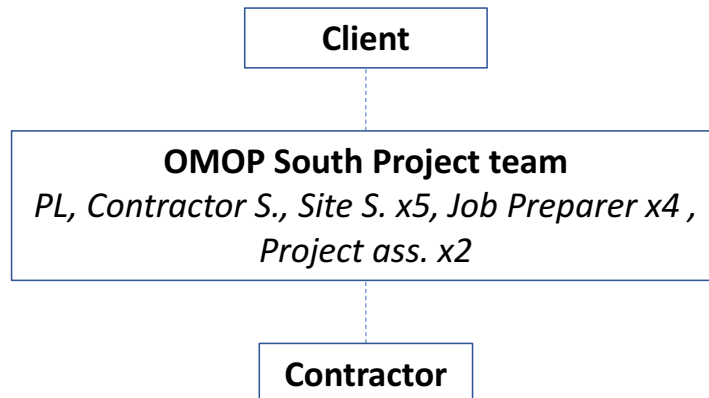 Client
OMOP South Project team
PL, Contractor S., Site S. x5, Job Preparer x4 ,
Project ass. x2
Contractor